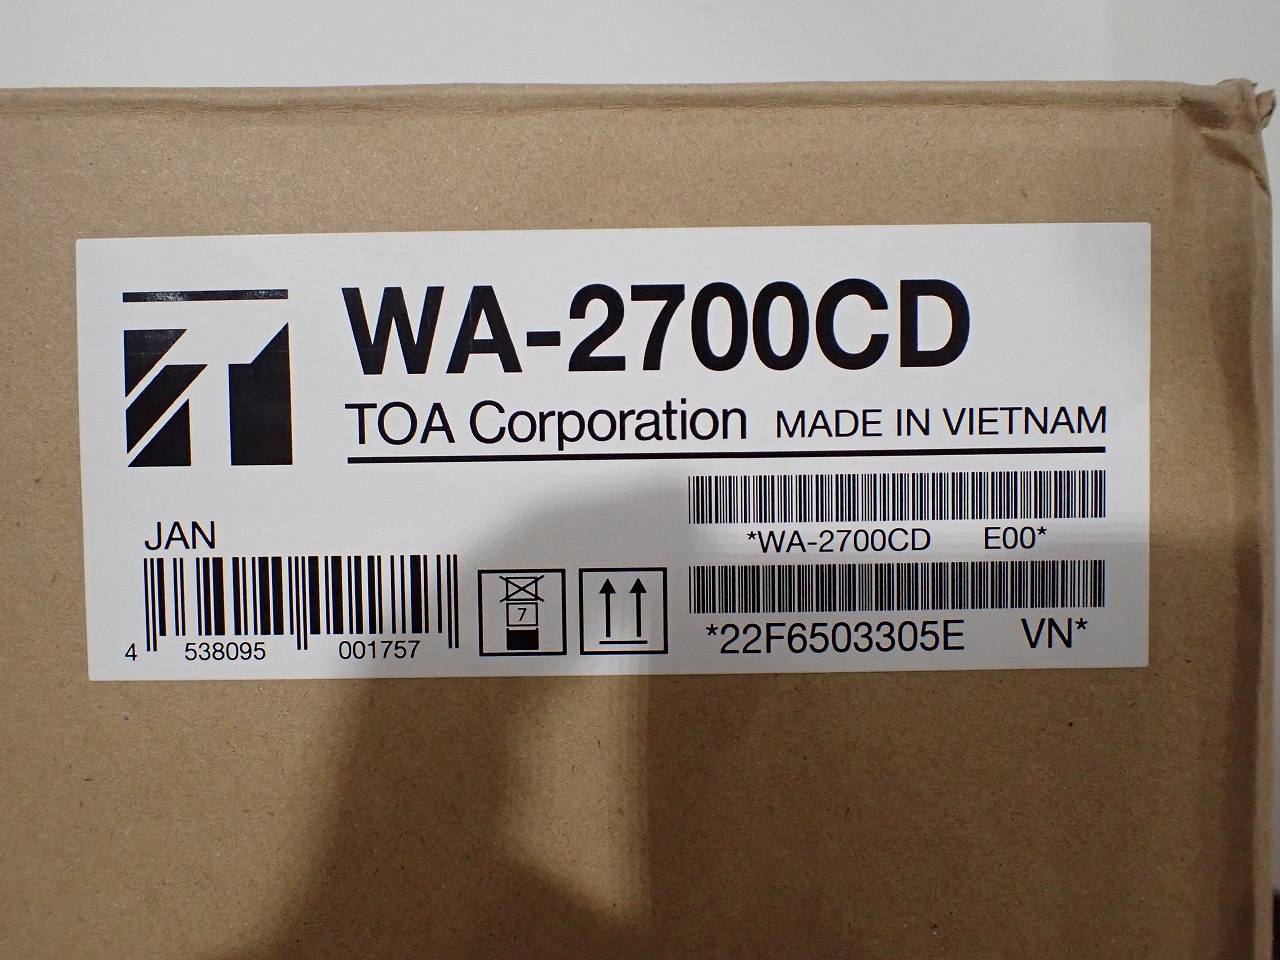 WA-2700CD
TOA Corporation MADE IN VIETNAM
*WA-2700CD E00*
*22F6503305E VN*
JAN
4 538095 001757
7